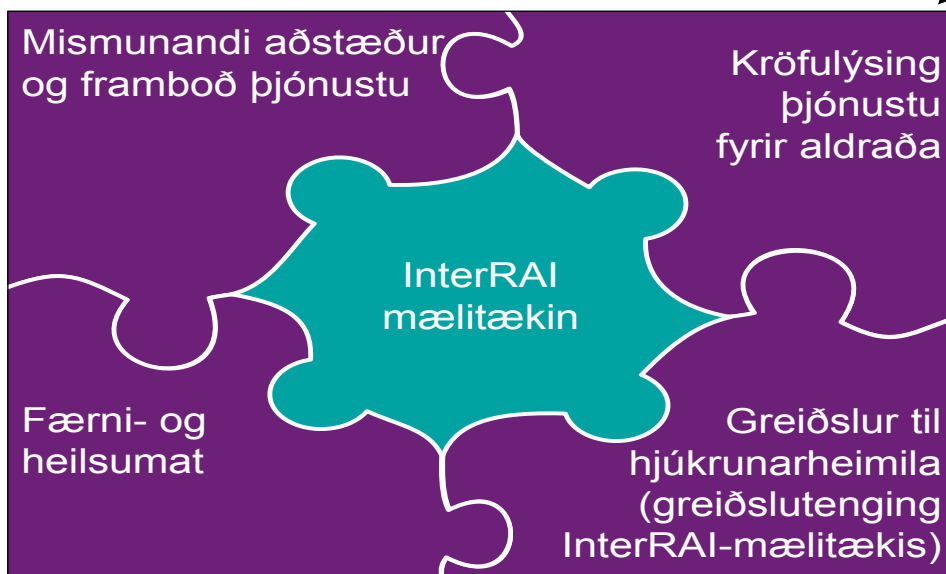 Mismunandi aðstæður
og framboð þjónustu
Kröfulýsing
þjónustu
fyrir aldraða
InterRAI
mælitækin
Færni- og
heilsumat
Greiðslur til
hjúkrunarheimila
(greiðslutenging
InterRAI-mælitækis)